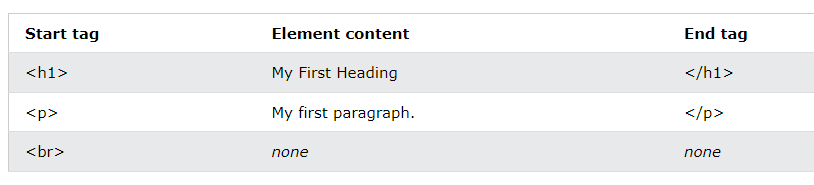 Start tag Element content End tag
<h1> My First Heading </h1>
<p> My first paragraph. </p>
<br> none none